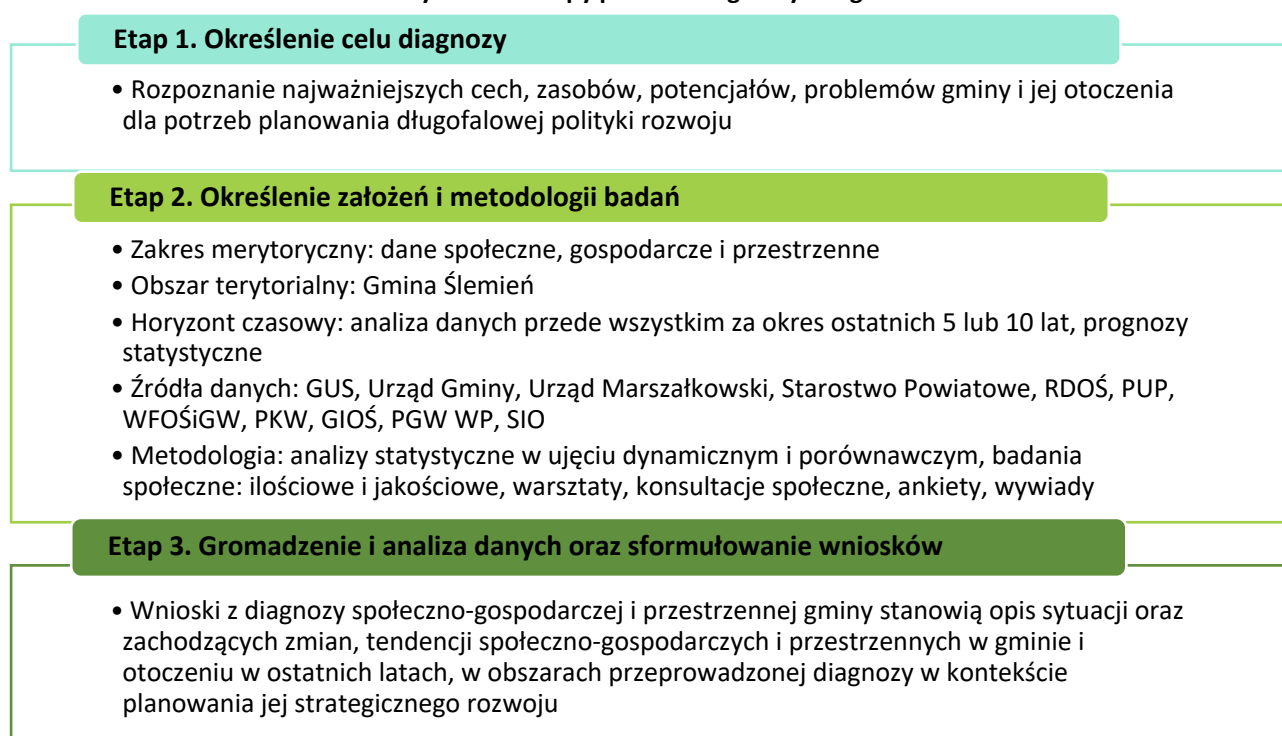 Etap 1. Określenie celu diagnozy
• Rozpoznanie najważniejszych cech, zasobów, potencjałów, problemów gminy i jej otoczenia
dla potrzeb planowania długofalowej polityki rozwoju
Etap 2. Określenie założeń i metodologii badań
• Zakres merytoryczny: dane społeczne, gospodarcze i przestrzenne
• Obszar terytorialny: Gmina Ślemień
• Horyzont czasowy: analiza danych przede wszystkim za okres ostatnich 5 lub 10 lat, prognozy
statystyczne
• Źródła danych: GUS, Urząd Gminy, Urząd Marszałkowski, Starostwo Powiatowe, RDOŚ, PUP,
WFOŚiGW, PKW, GIOŚ, PGW WP, SIO
• Metodologia: analizy statystyczne w ujęciu dynamicznym i porównawczym, badania
społeczne: ilościowe i jakościowe, warsztaty, konsultacje społeczne, ankiety, wywiady
Etap 3. Gromadzenie i analiza danych oraz sformułowanie wniosków
• Wnioski z diagnozy społeczno-gospodarczej i przestrzennej gminy stanowią opis sytuacji oraz
zachodzących zmian, tendencji społeczno-gospodarczych i przestrzennych w gminie i
otoczeniu w ostatnich latach, w obszarach przeprowadzonej diagnozy w kontekście
planowania jej strategicznego rozwoju